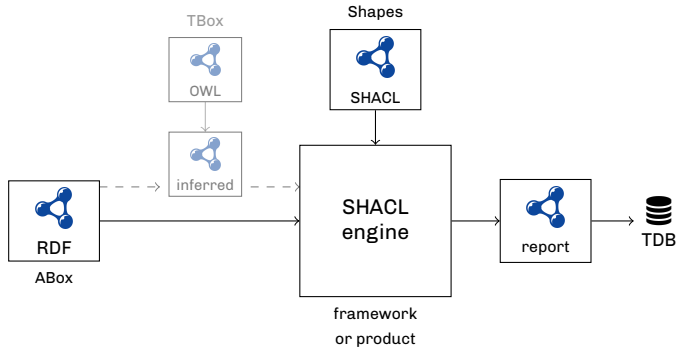 Shapes
TBox
OWL
SHACL
inferred
RDF
ABox
SHACL
engine
framework
or product
report
TDB